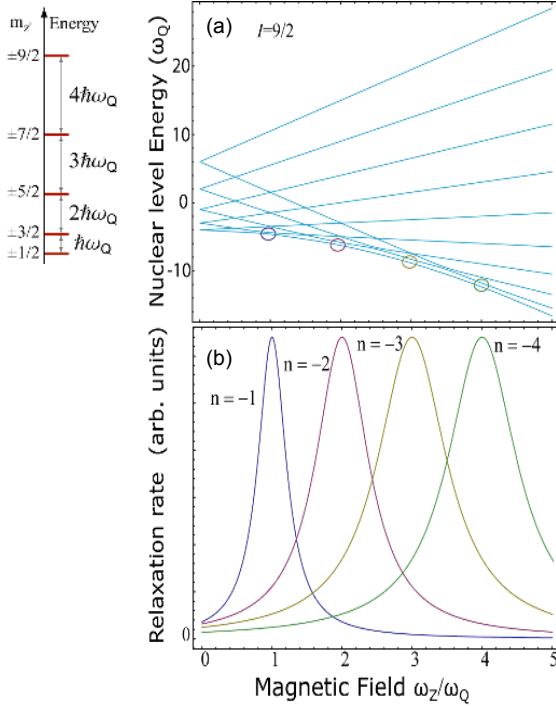 m_z' Energy
±9/2
4ħω_Q
±7/2
3ħω_Q
±5/2
2ħω_Q
±3/2
ħω_Q
±1/2
(a)
I=9/2
Nuclear level Energy (ω_Q)
20
10
0
-10
(b)
n = -1
n = -2
n = -3
n = -4
Relaxation rate (arb. units)
0
0 1 2 3 4 5
Magnetic Field ω_Z/ω_Q